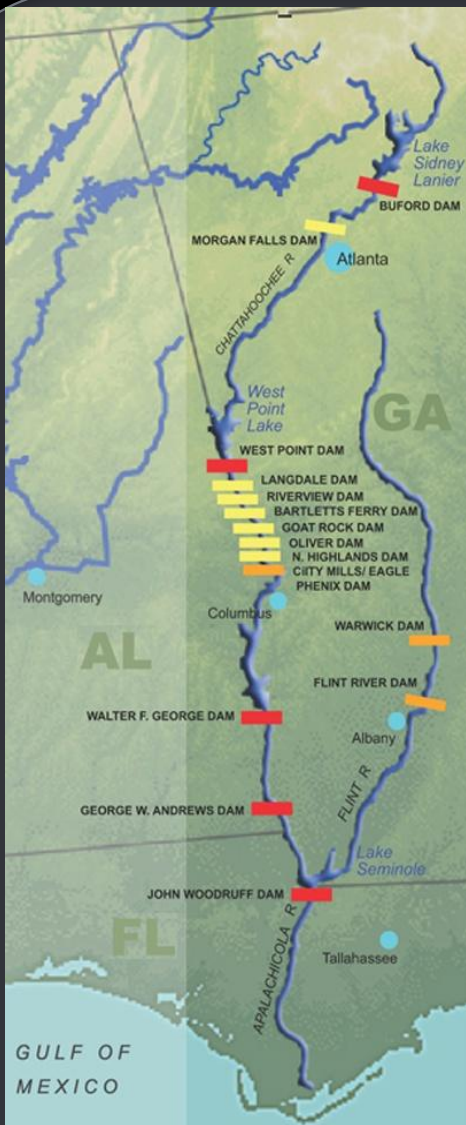 Lake
Sidney
Lanier
BUFORD DAM
MORGAN FALLS DAM
Atlanta
CHATTAHOOCHEE R
West
Point
Lake
GA
WEST POINT DAM
LANGDALE DAM
RIVERVIEW DAM
BARTLETTS FERRY DAM
GOAT ROCK DAM
OLIVER DAM
N. HIGHLANDS DAM
CIITY MILLS/ EAGLE
PHENIX DAM
Montgomery
Columbus
WARWICK DAM
AL
FLINT RIVER DAM
WALTER F. GEORGE DAM
Albany
FLINT R
GEORGE W. ANDREWS DAM
Lake
Seminole
JOHN WOODRUFF DAM
APALACHICOLA R
FL
Tallahassee
GULF OF
MEXICO